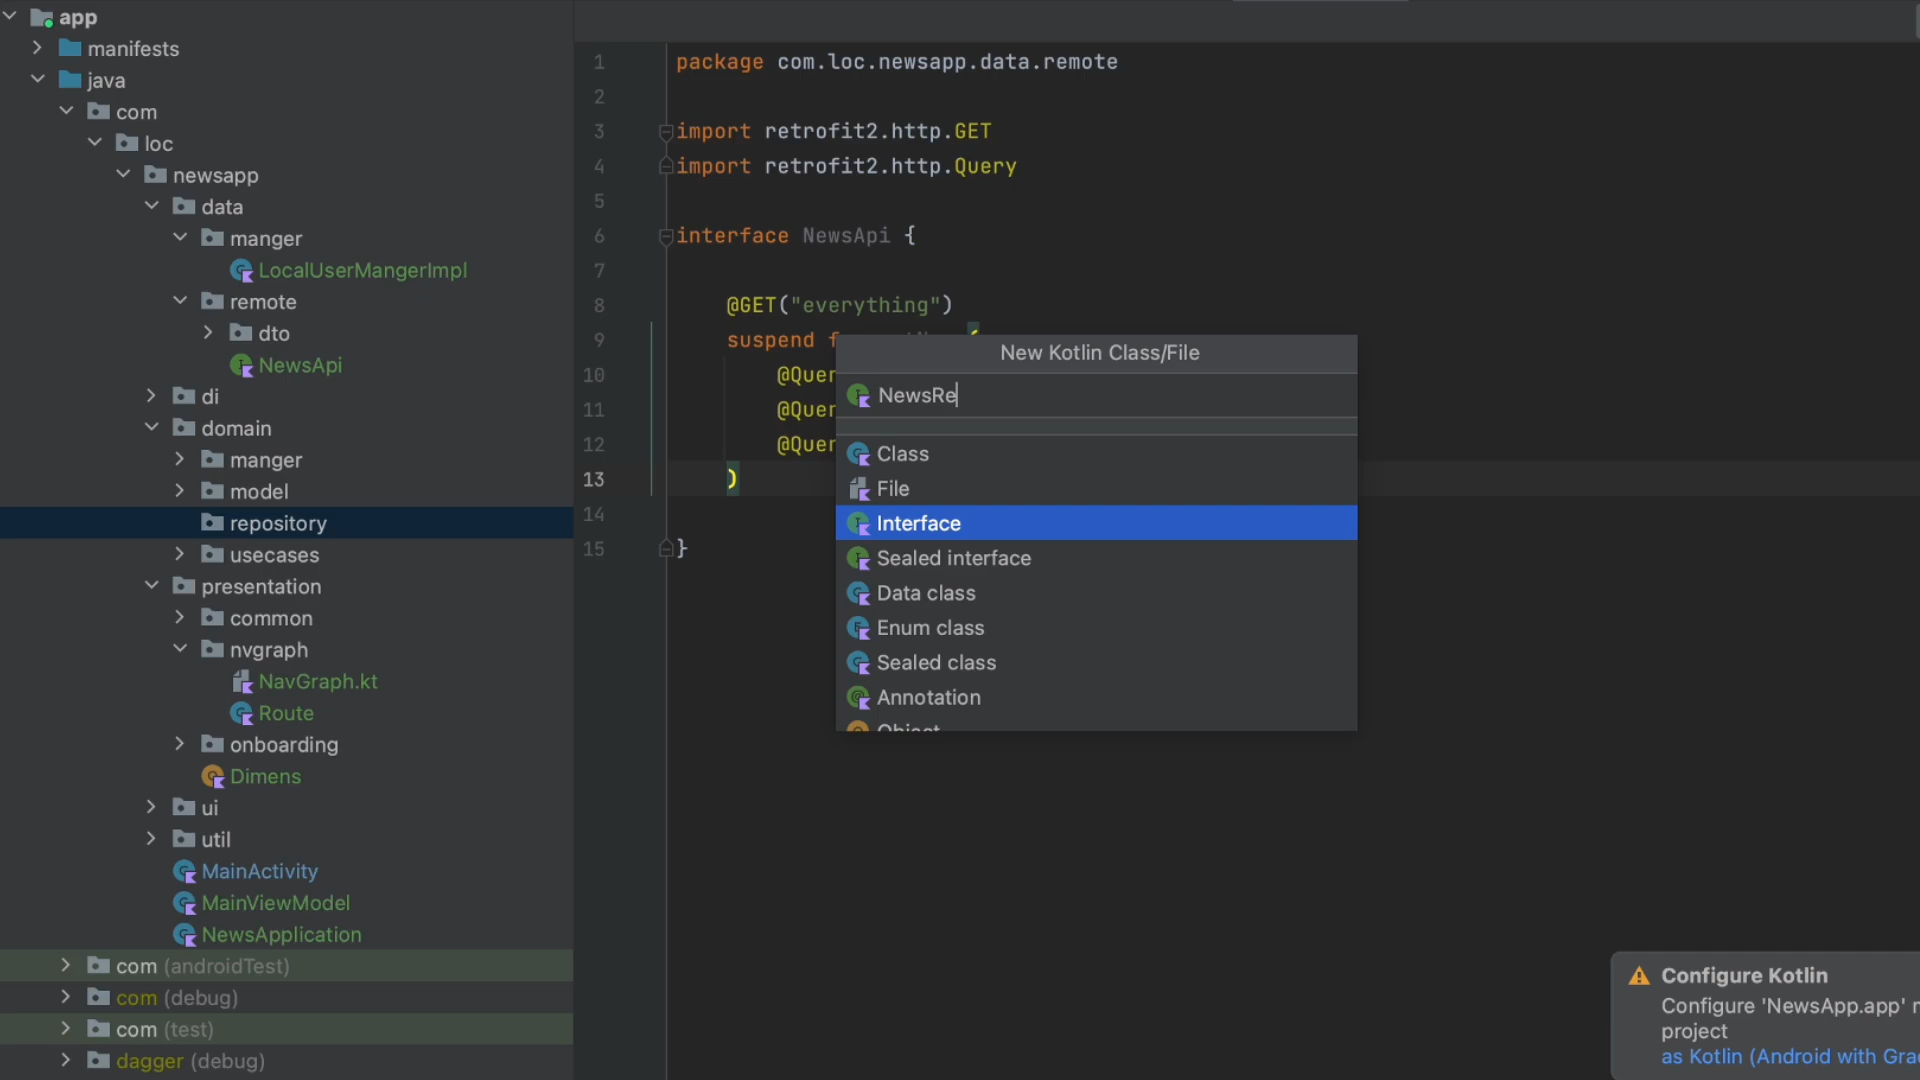 app
manifests
java
com
loc
newsapp
data
manger
LocalUserMangerImpl
remote
dto
NewsApi
di
domain
manger
model
repository
usecases
presentation
common
nvgraph
NavGraph.kt
Route
onboarding
Dimens
ui
util
MainActivity
MainViewModel
NewsApplication
com (androidTest)
com (debug)
com (test)
dagger (debug)
1 package com.loc.newsapp.data.remote
2
3 import retrofit2.http.GET
4 import retrofit2.http.Query
5
6 interface NewsApi {
7
8 @GET("everything")
9 suspend
10 @Quer
11 @Quer
12 @Quer
13 )
14
15 }
New Kotlin Class/File
NewsRe
Class
File
Interface
Sealed interface
Data class
Enum class
Sealed class
Annotation
Object
Configure Kotlin
Configure 'NewsApp.app'
project
as Kotlin (Android with